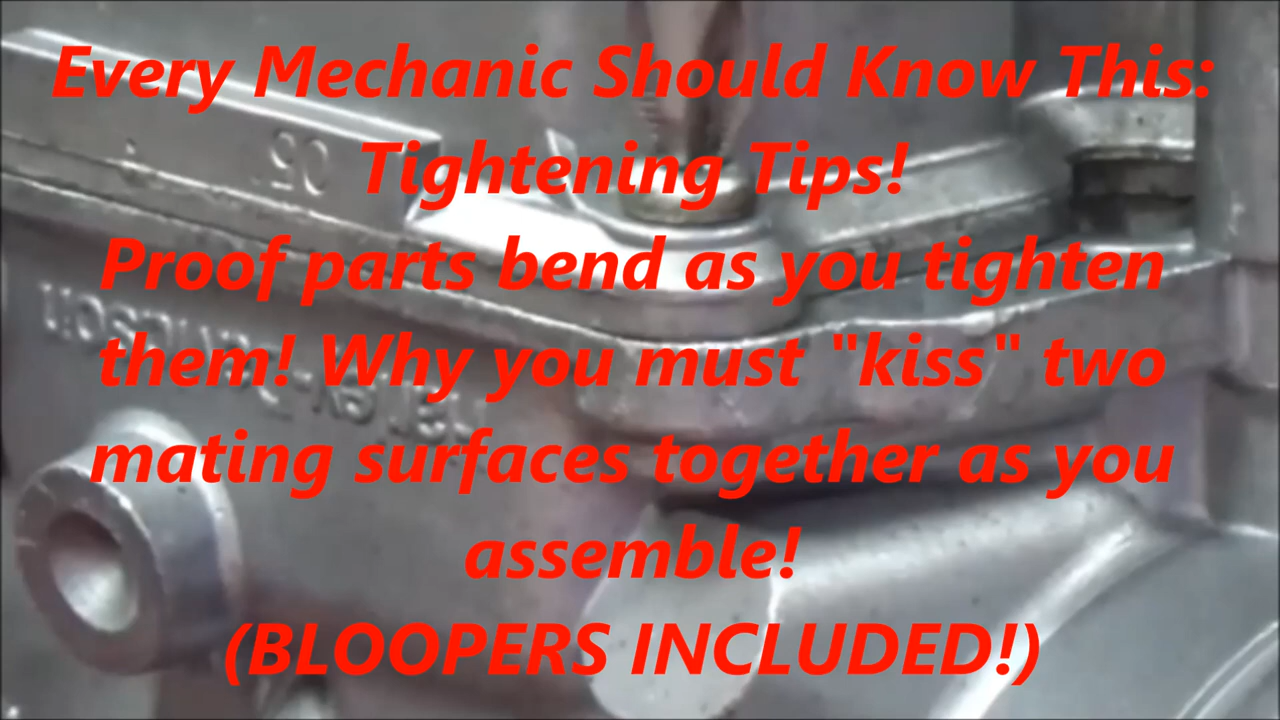 Every Mechanic Should Know This:
Tightening Tips!
Proof parts bend as you tighten
them! Why you must "kiss" two
mating surfaces together as you
assemble!
(BLOOPERS INCLUDED!)
05